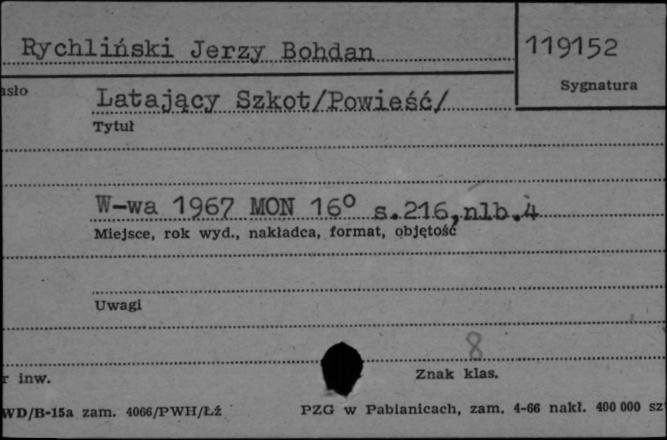 Rychliński Jerzy Bohdan
119152
Sygnatura
asło
Latający Szkot/Powieść/
Tytuł
W-wa 1967 MON 16° s.216,nlb.4
Miejsce, rok wyd., nakładca, format, objętość
Uwagi
8
r inw.
Znak klas.
WD/B-15a zam. 4066/PWH/Łź
PZG w Pabianicach, zam. 4-66 nakł. 400 000 sz